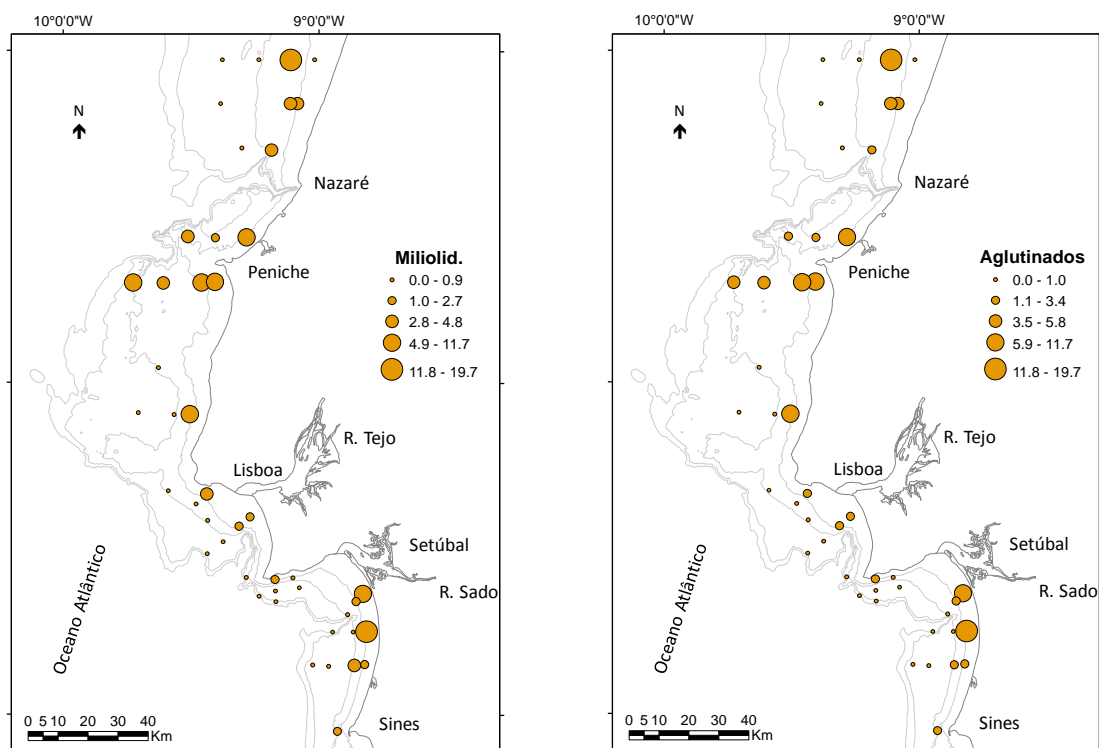 10°0'0"W
9°0'0"W
N
Nazaré
Peniche
Miliolid.
0.0 - 0.9
1.0 - 2.7
2.8 - 4.8
4.9 - 11.7
11.8 - 19.7
R. Tejo
Lisboa
Setúbal
R. Sado
Oceano Atlântico
Sines
0 5 10 20 30 40
Km
10°0'0"W
9°0'0"W
N
Nazaré
Peniche
Aglutinados
0.0 - 1.0
1.1 - 3.4
3.5 - 5.8
5.9 - 11.7
11.8 - 19.7
R. Tejo
Lisboa
Setúbal
R. Sado
Oceano Atlântico
Sines
0 5 10 20 30 40
Km